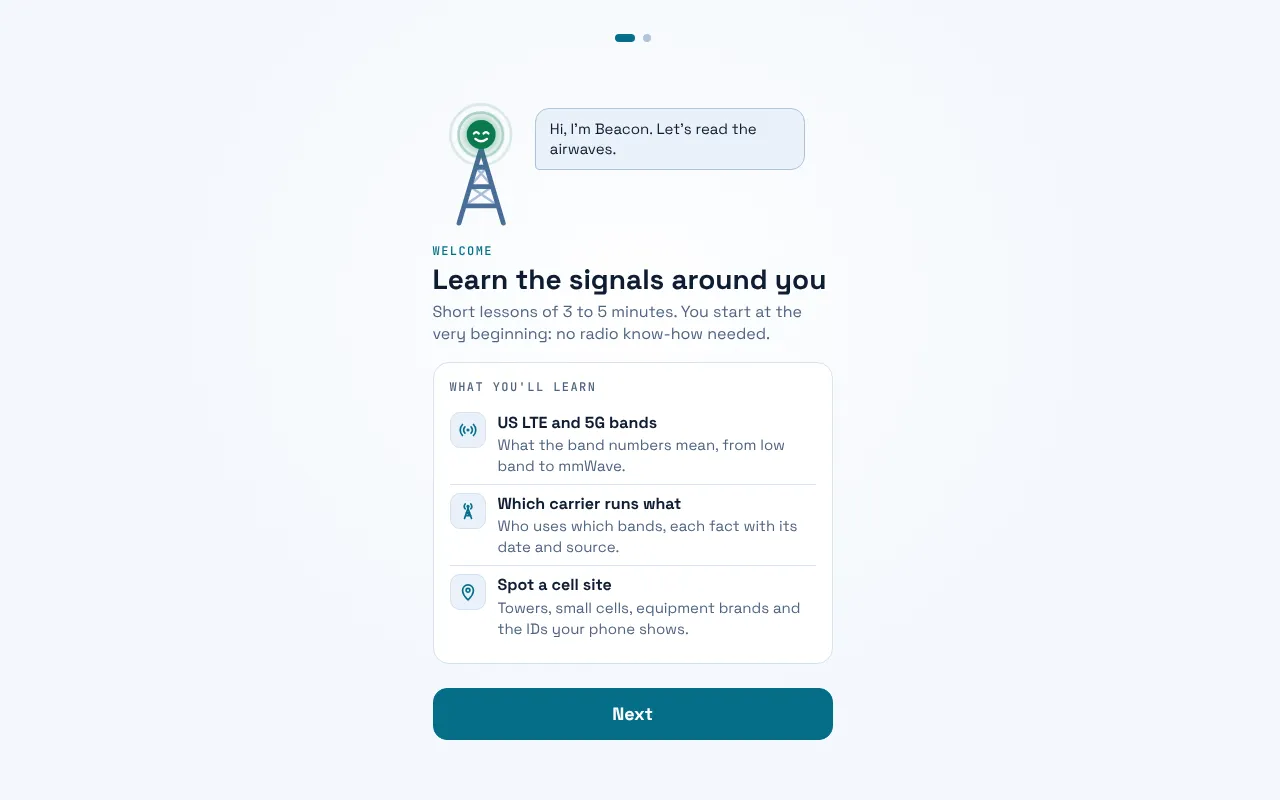 Hi, I'm Beacon. Let's read the
airwaves.
WELCOME
Learn the signals around you
Short lessons of 3 to 5 minutes. You start at the
very beginning: no radio know-how needed.
WHAT YOU'LL LEARN
US LTE and 5G bands
What the band numbers mean, from low
band to mmWave.
Which carrier runs what
Who uses which bands, each fact with its
date and source.
Spot a cell site
Towers, small cells, equipment brands and
the IDs your phone shows.
Next